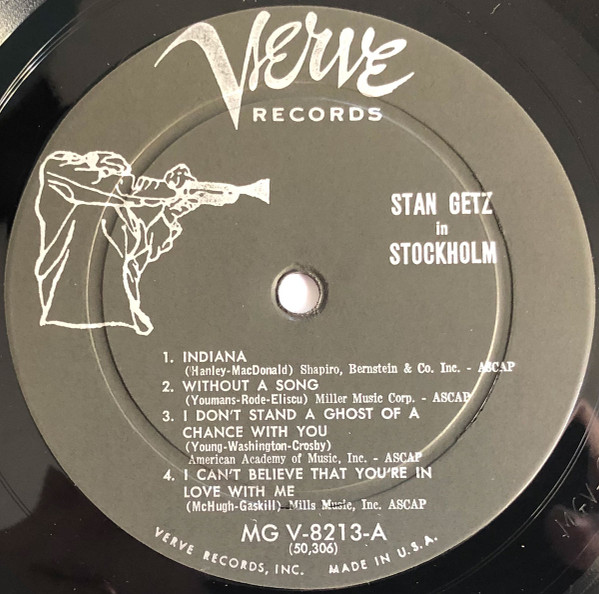 Verve
RECORDS
STAN GETZ
in
STOCKHOLM
1. INDIANA
(Hanley-MacDonald) Shapiro, Bernstein & Co. Inc. - ASCAP
2. WITHOUT A SONG
(Youmans-Rode-Eliscu) Miller Music Corp. - ASCAP
3. I DON'T STAND A GHOST OF A
CHANCE WITH YOU
(Young-Washington-Crosby)
American Academy of Music, Inc. - ASCAP
4. I CAN'T BELIEVE THAT YOU'RE IN
LOVE WITH ME
(McHugh-Gaskill) Mills Music, Inc. ASCAP
MG V-8213-A
(50,306)
VERVE RECORDS, INC. MADE IN U.S.A.